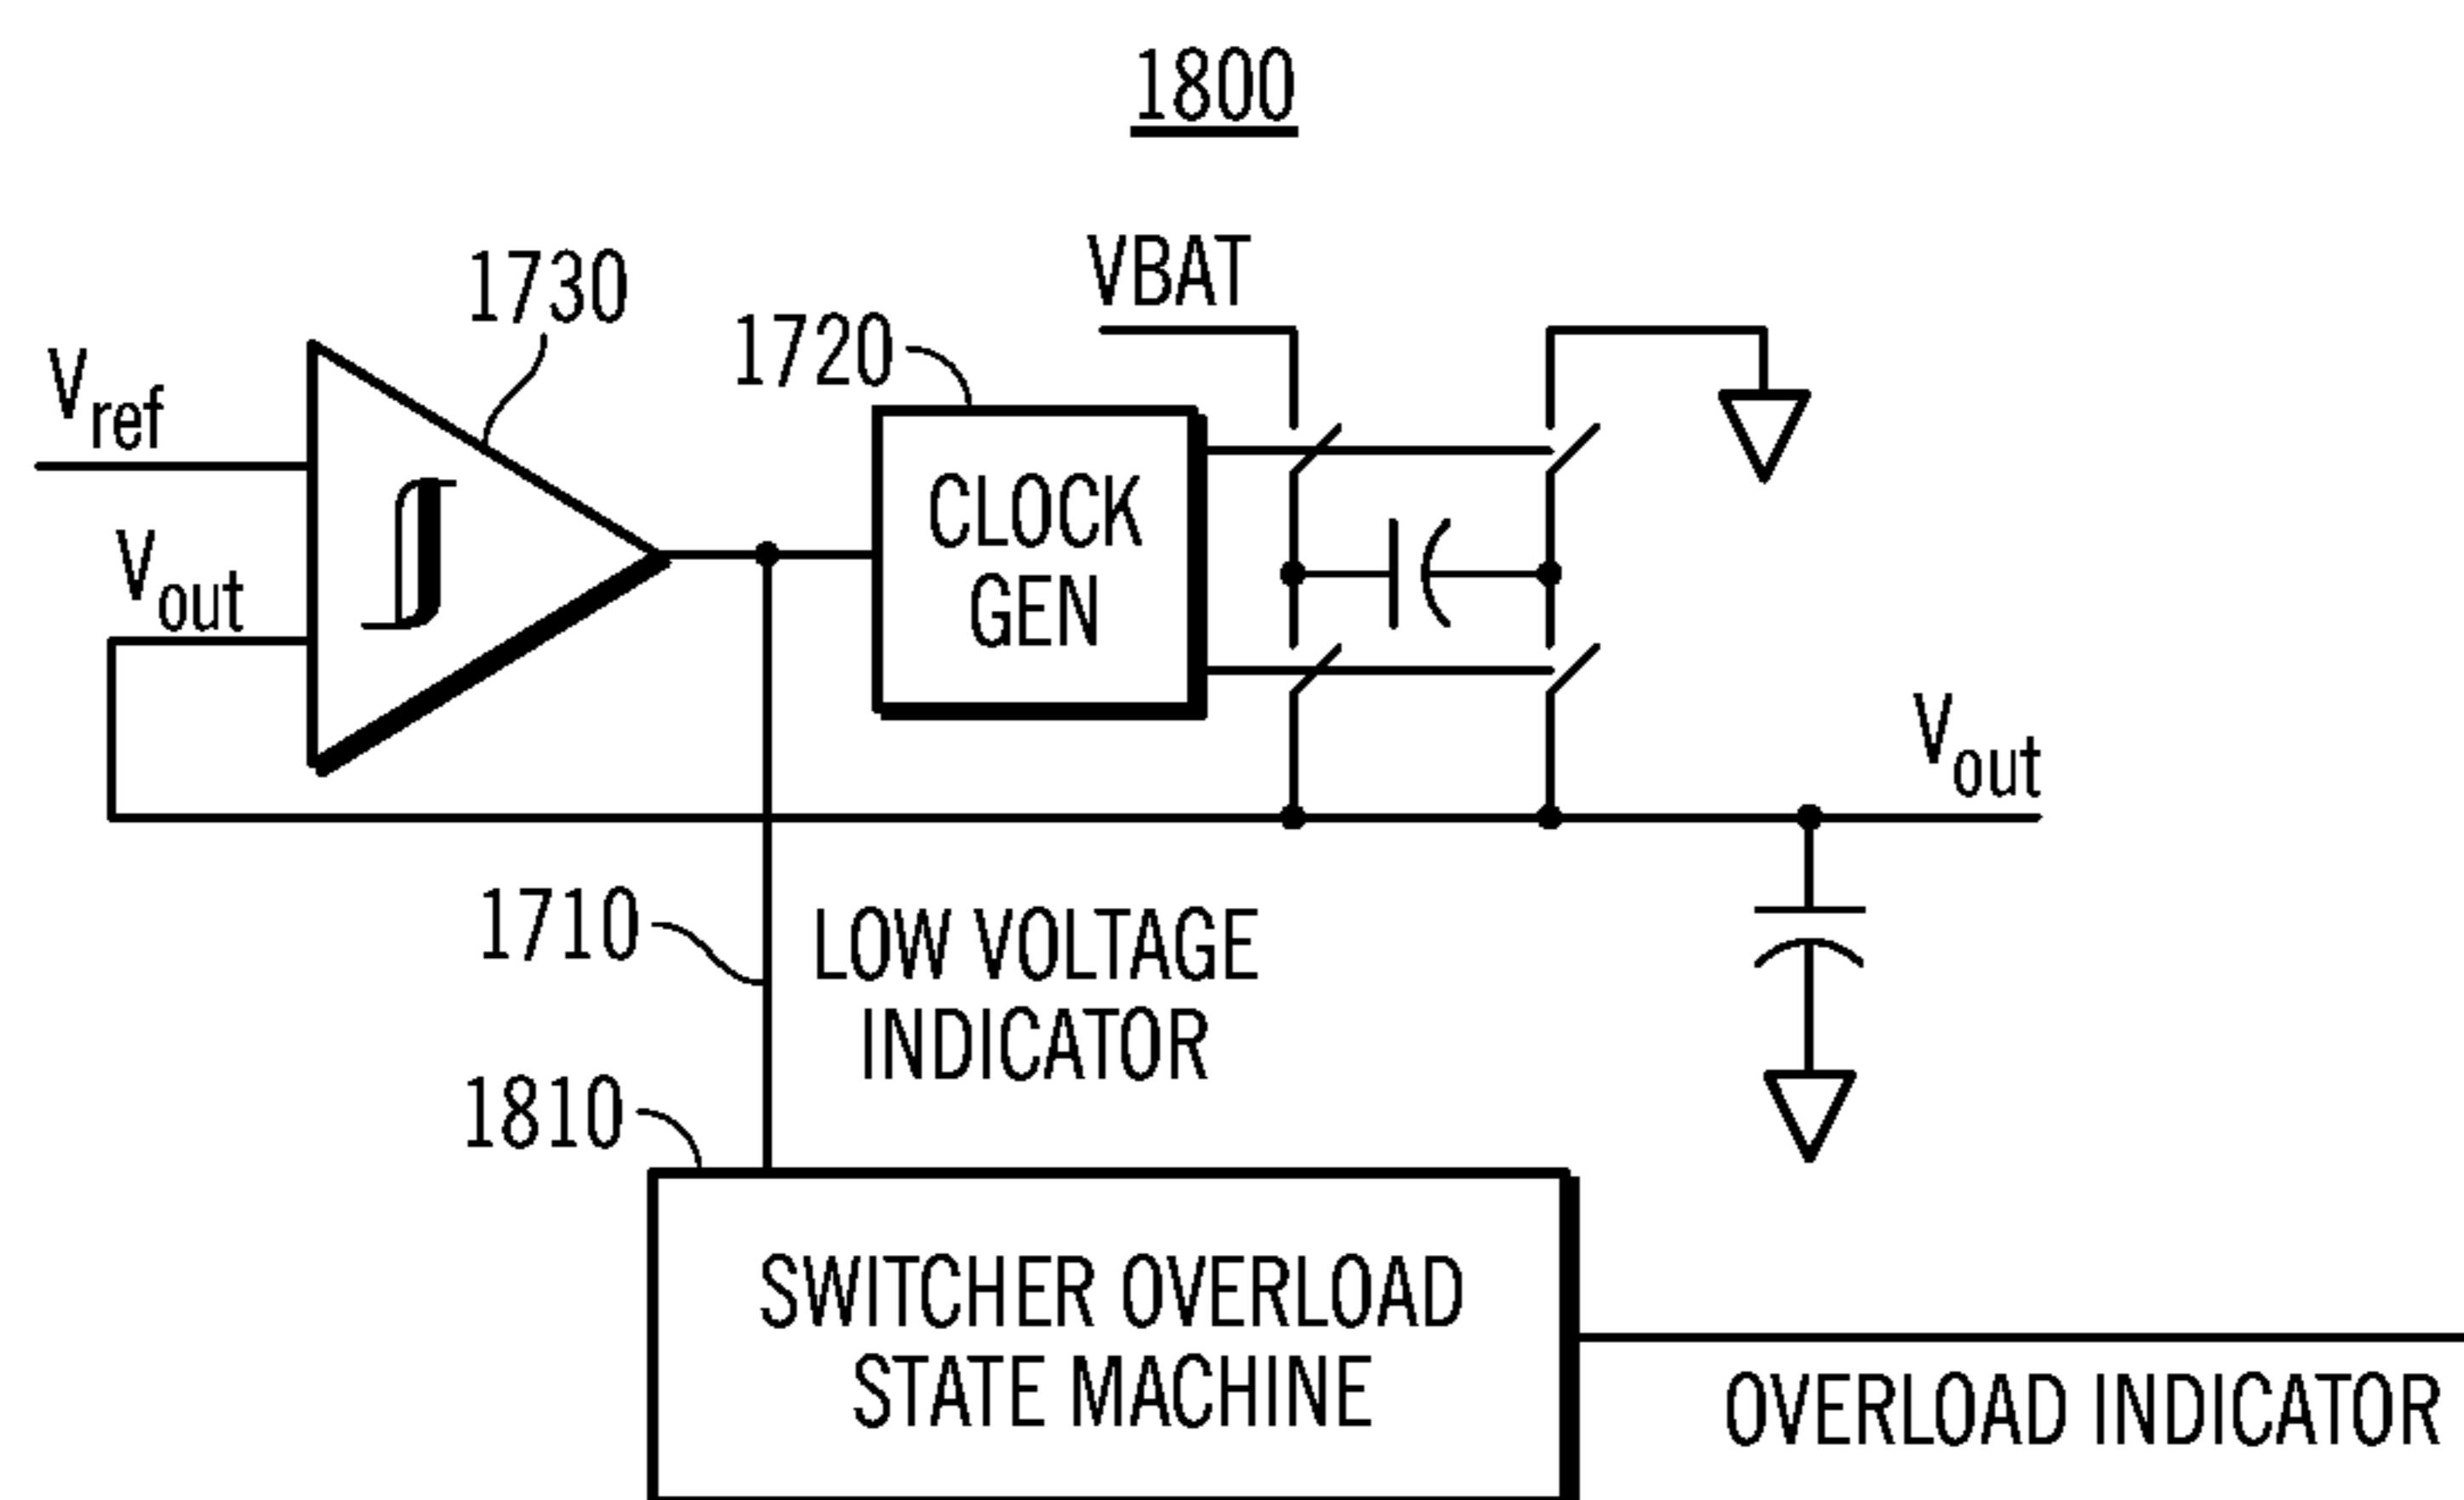 1800
VBAT
1730
1720
Vref
CLOCK
GEN
Vout
Vout
1710
LOW VOLTAGE
INDICATOR
1810
SWITCHER OVERLOAD
STATE MACHINE
OVERLOAD INDICATOR